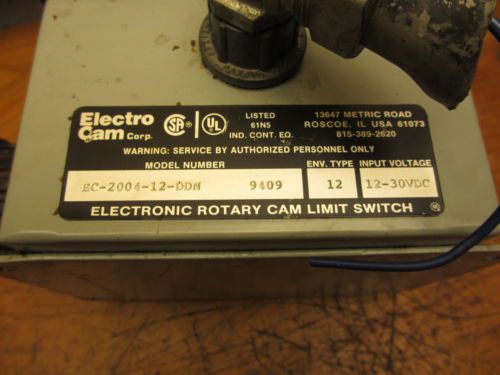 Electro Cam Corp.
SA
UL
LISTED
61N5
IND. CONT. EQ.
13647 METRIC ROAD
ROSCOE, IL USA 61073
815-389-2620
WARNING: SERVICE BY AUTHORIZED PERSONNEL ONLY
MODEL NUMBER
ENV. TYPE
INPUT VOLTAGE
EC-2004-12-DDN 9409
12
12-30VDC
ELECTRONIC ROTARY CAM LIMIT SWITCH